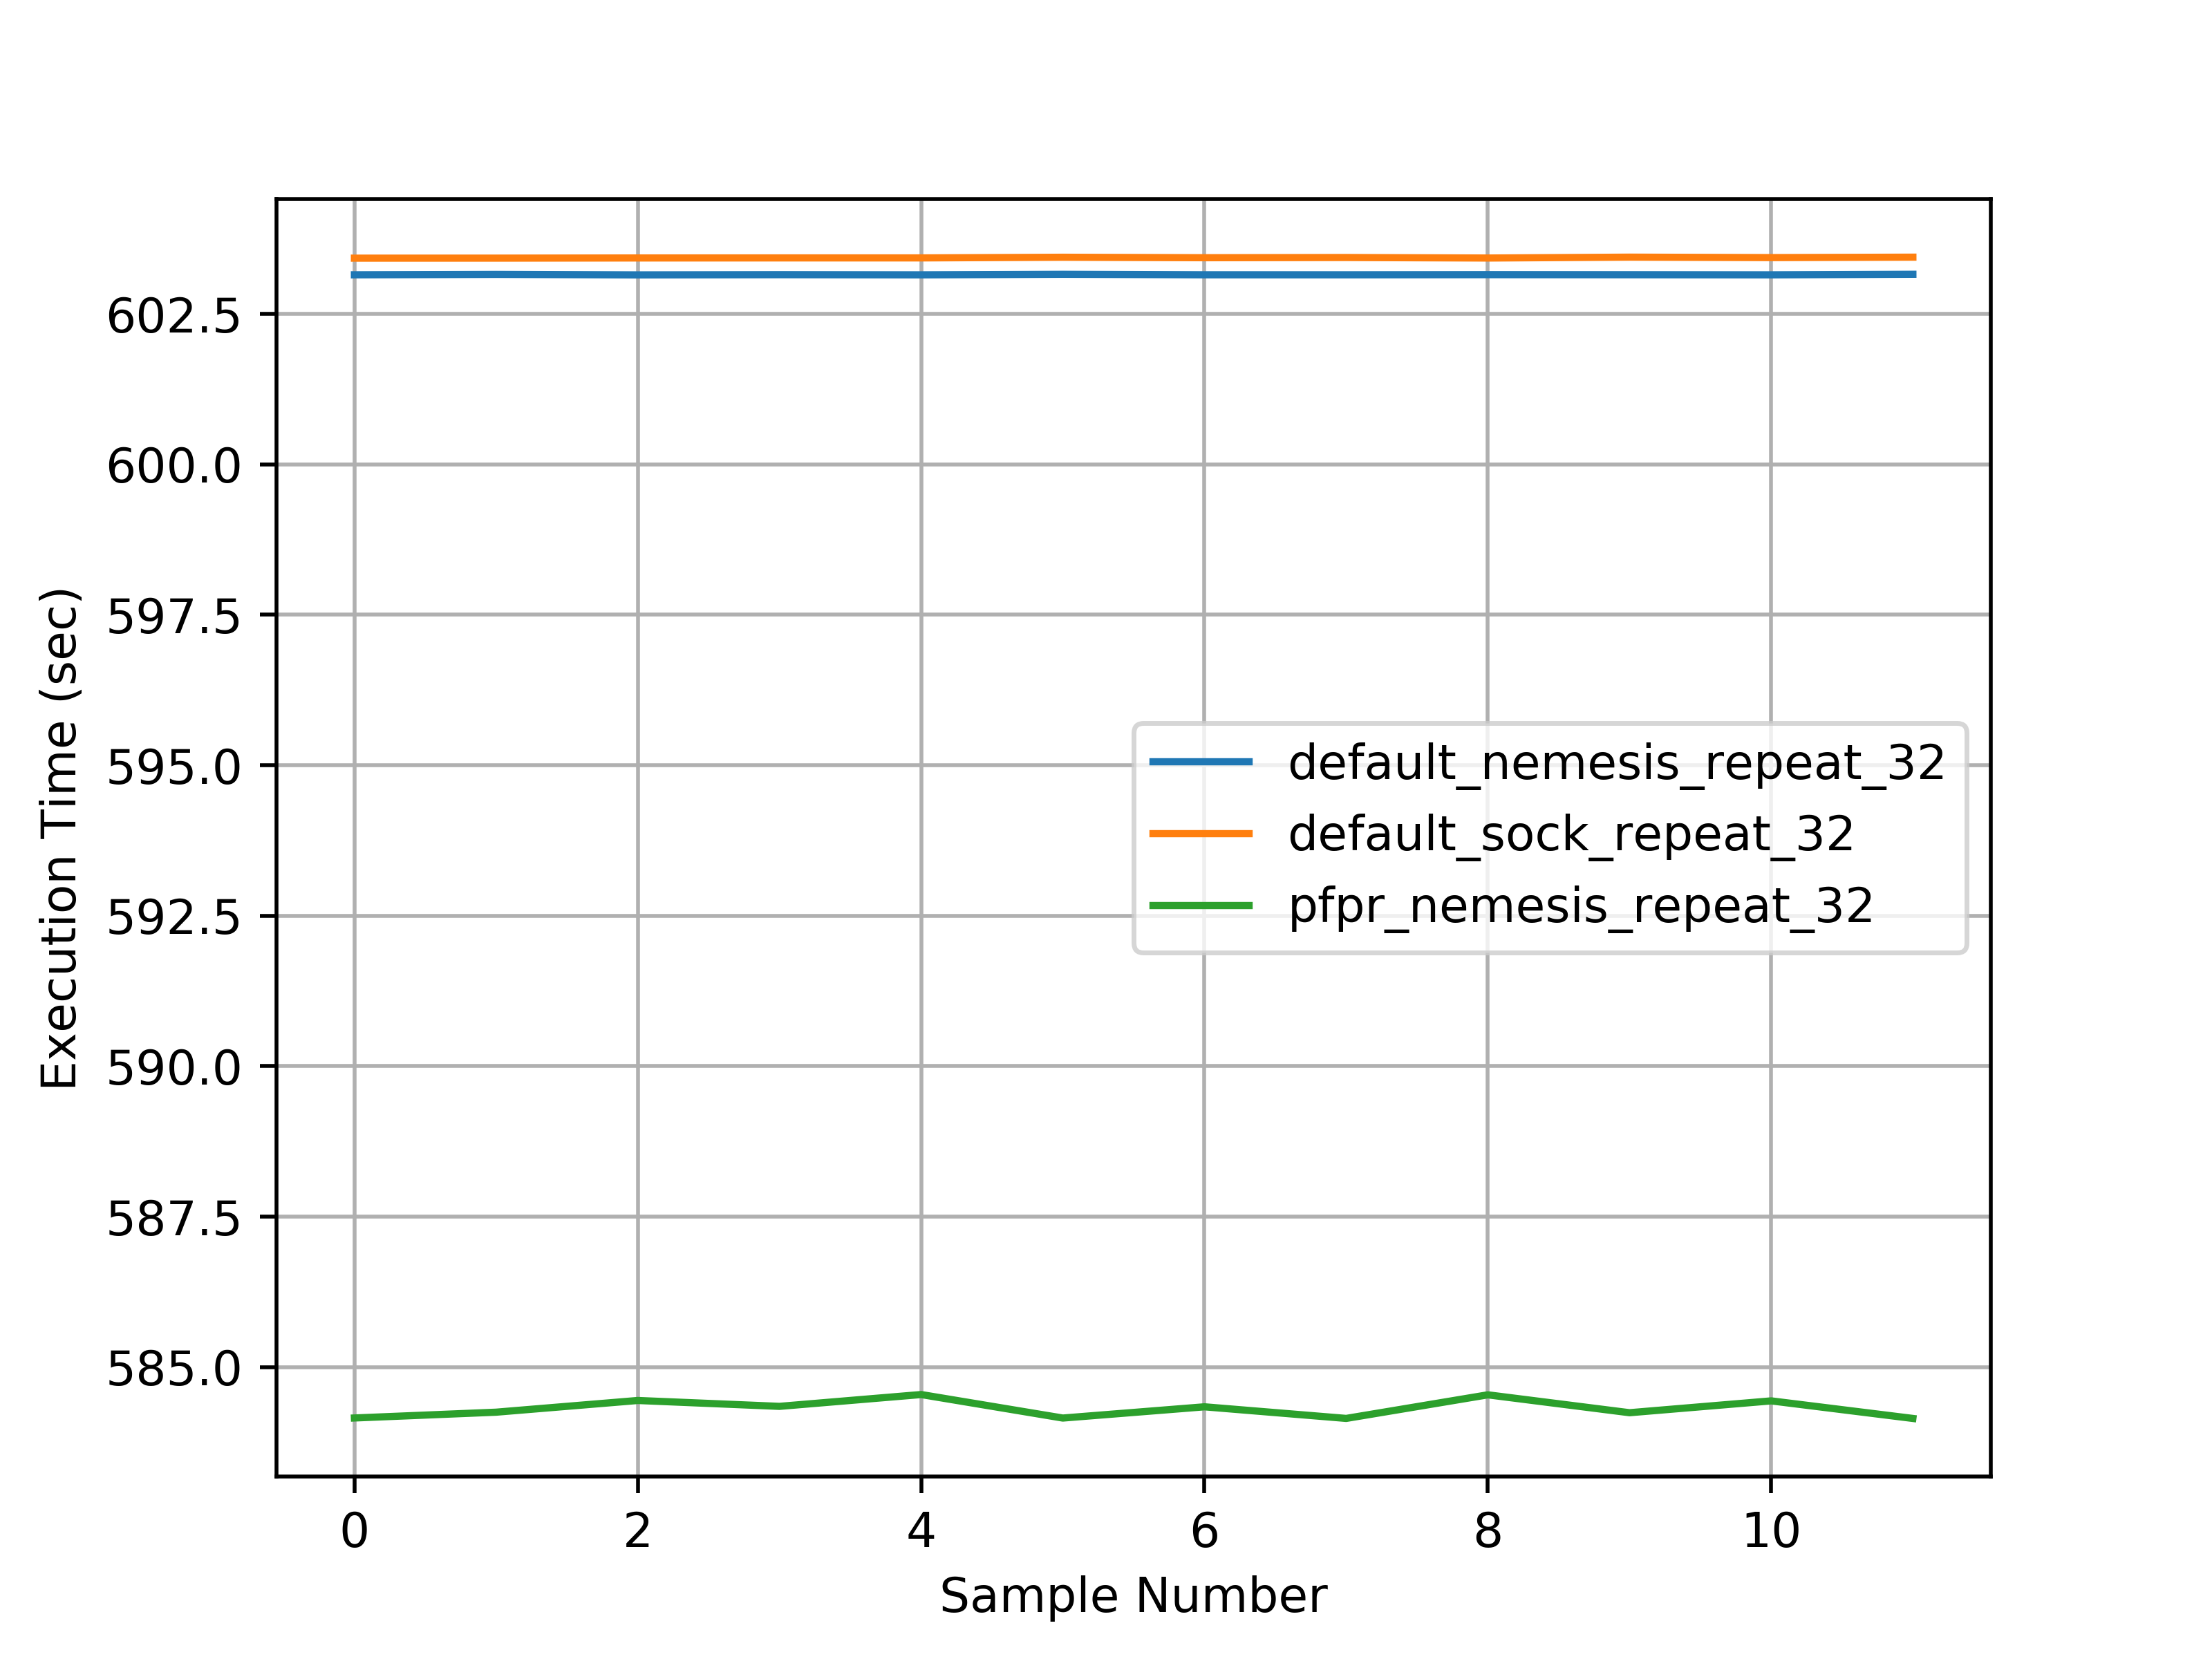 602.5
600.0
597.5
595.0
592.5
590.0
587.5
585.0
Execution Time (sec)
default_nemesis_repeat_32
default_sock_repeat_32
pfpr_nemesis_repeat_32
0 2 4 6 8 10
Sample Number